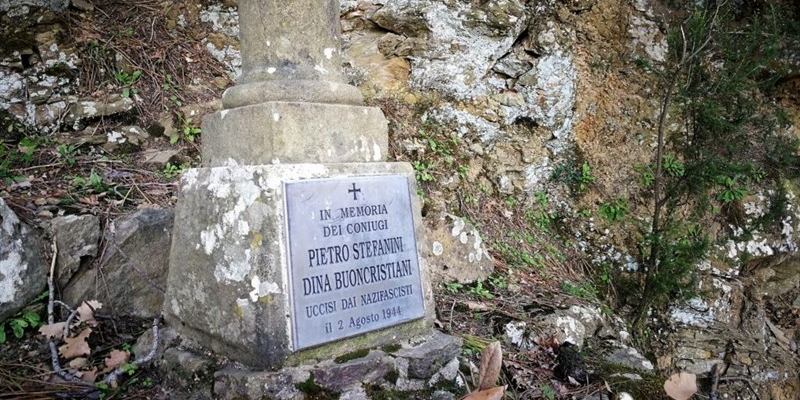 IN MEMORIA
DEI CONIUGI
PIETRO STEFANINI
DINA BUONCRISTIANI
UCCISI DAI NAZIFASCISTI
il 2 Agosto 1944